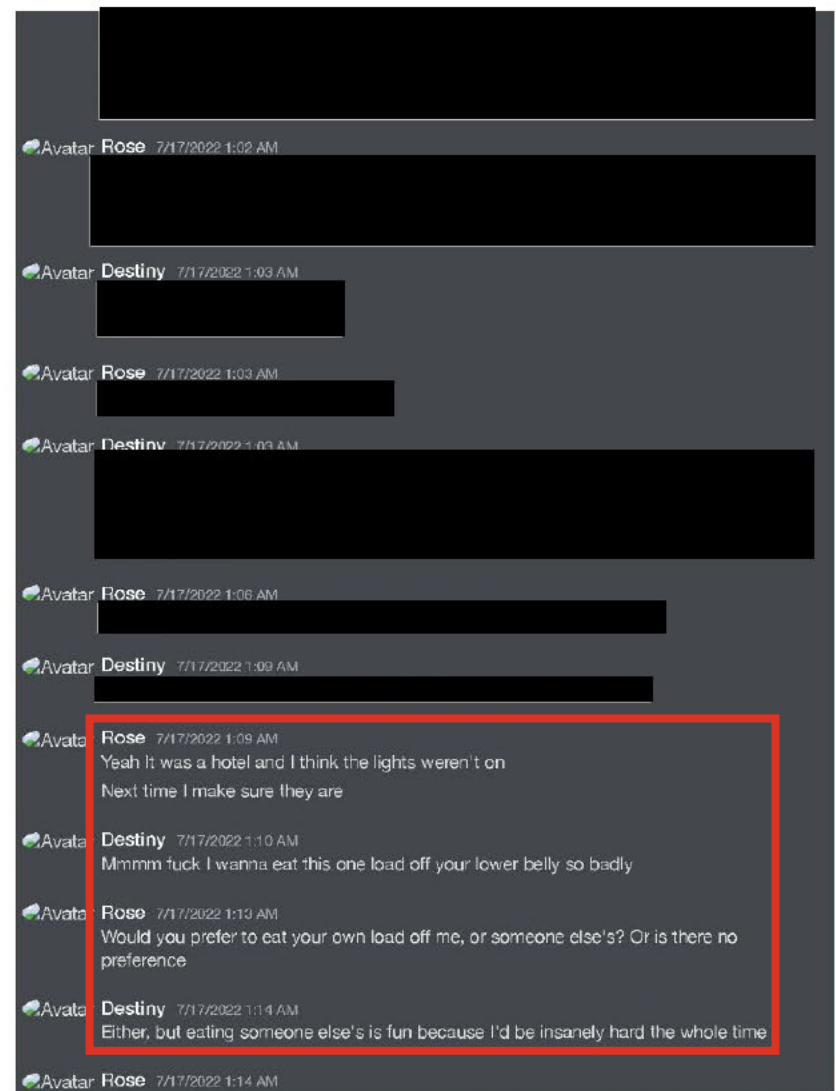 Avatar Rose 7/17/2022 1:02 AM
Avatar Destiny 7/17/2022 1:03 AM
Avatar Rose 7/17/2022 1:03 AM
Avatar Destiny 7/17/2022 1:03 AM
Avatar Rose 7/17/2022 1:06 AM
Avatar Destiny 7/17/2022 1:09 AM
Avata Rose 7/17/2022 1:09 AM
Yeah It was a hotel and I think the lights weren't on
Next time I make sure they are
Avata Destiny 7/17/2022 1:10 AM
Mmmm fuck I wanna eat this one load off your lower belly so badly
Avata Rose 7/17/2022 1:13 AM
Would you prefer to eat your own load off me, or someone else's? Or is there no
preference
Avata Destiny 7/17/2022 1:14 AM
Either, but eating someone else's is fun because I'd be insanely hard the whole time
Avatar Rose 7/17/2022 1:14 AM